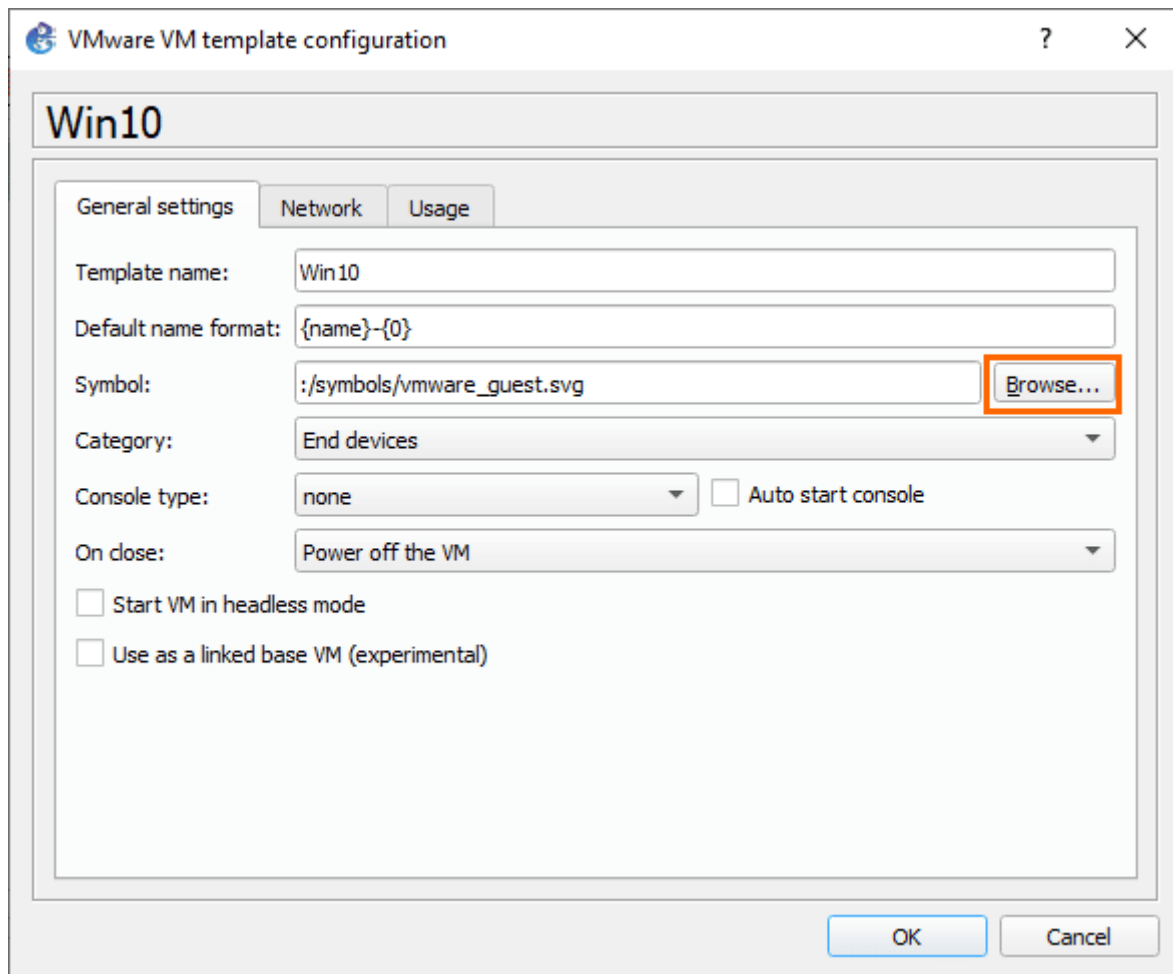 VMware VM template configuration ?
Win10
General settings Network Usage
Template name: Win10
Default name format: {name}-{0}
Symbol: :/symbols/vmware_guest.svg Browse...
Category: End devices
Console type: none Auto start console
On close: Power off the VM
Start VM in headless mode
Use as a linked base VM (experimental)
OK Cancel